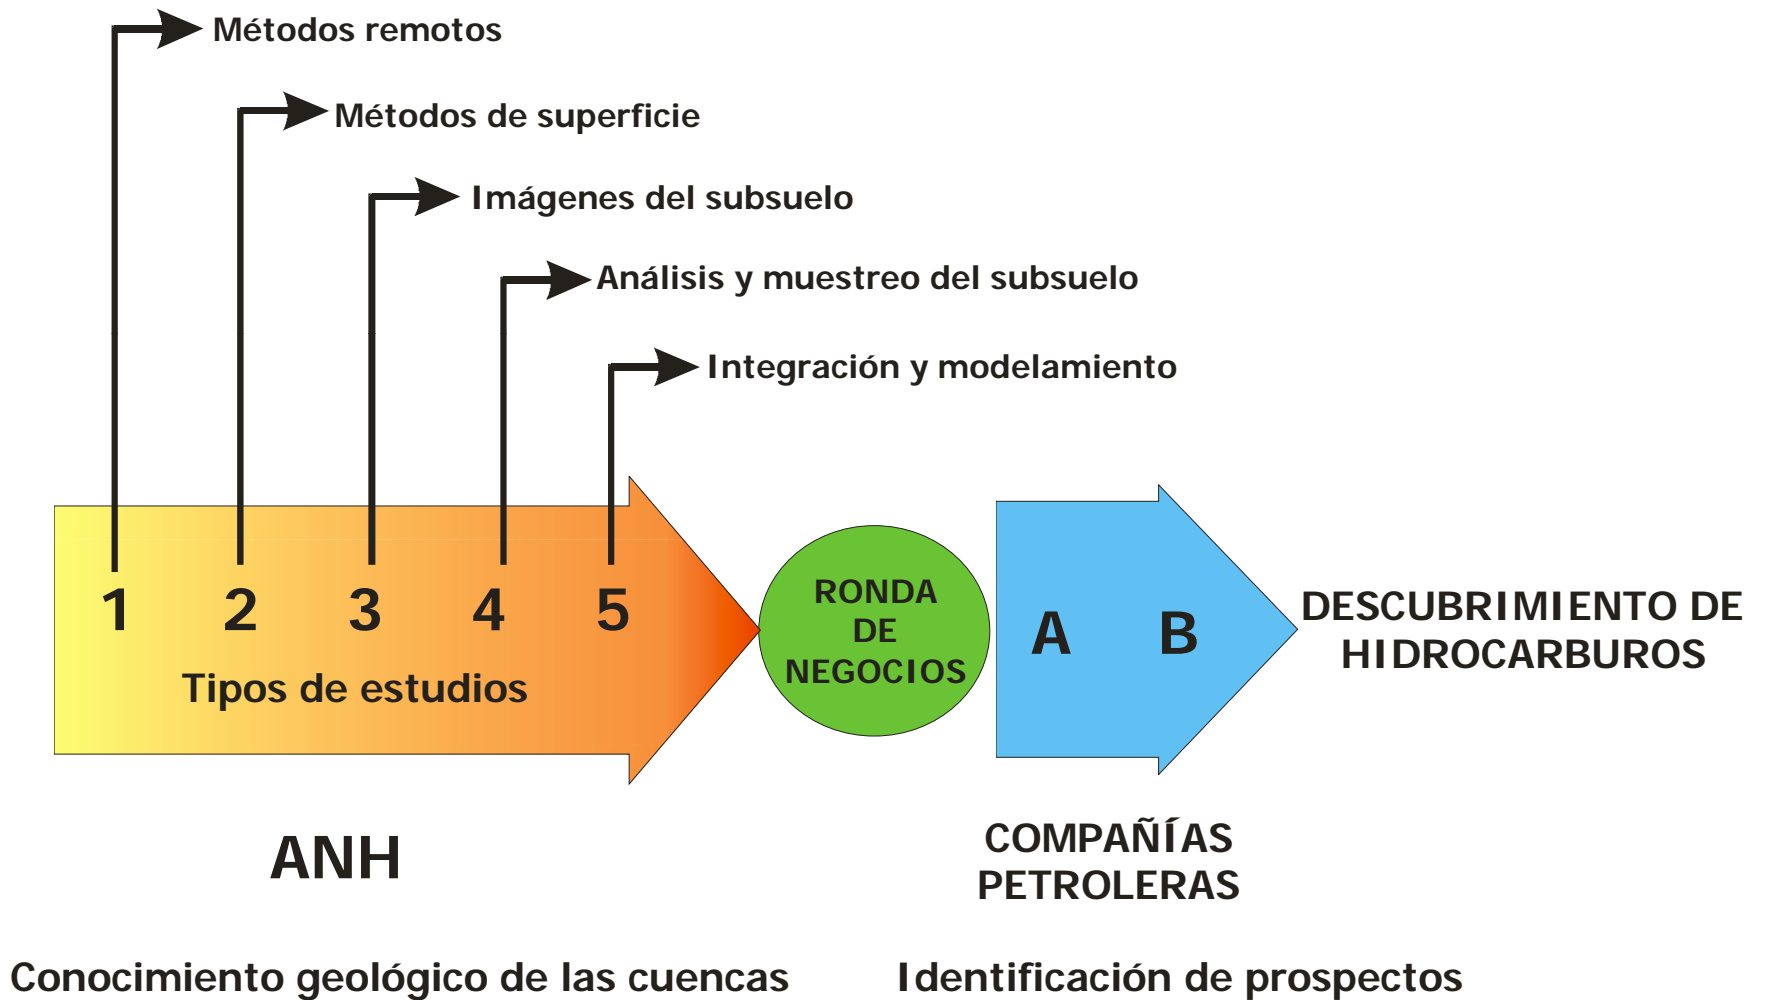 Métodos remotos
Métodos de superficie
Imágenes del subsuelo
Análisis y muestreo del subsuelo
Integración y modelamiento
1 2 3 4 5
Tipos de estudios
RONDA
DE
NEGOCIOS
A B
DESCUBRIMIENTO DE
HIDROCARBUROS
ANH
COMPAÑÍAS
PETROLERAS
Conocimiento geológico de las cuencas
Identificación de prospectos